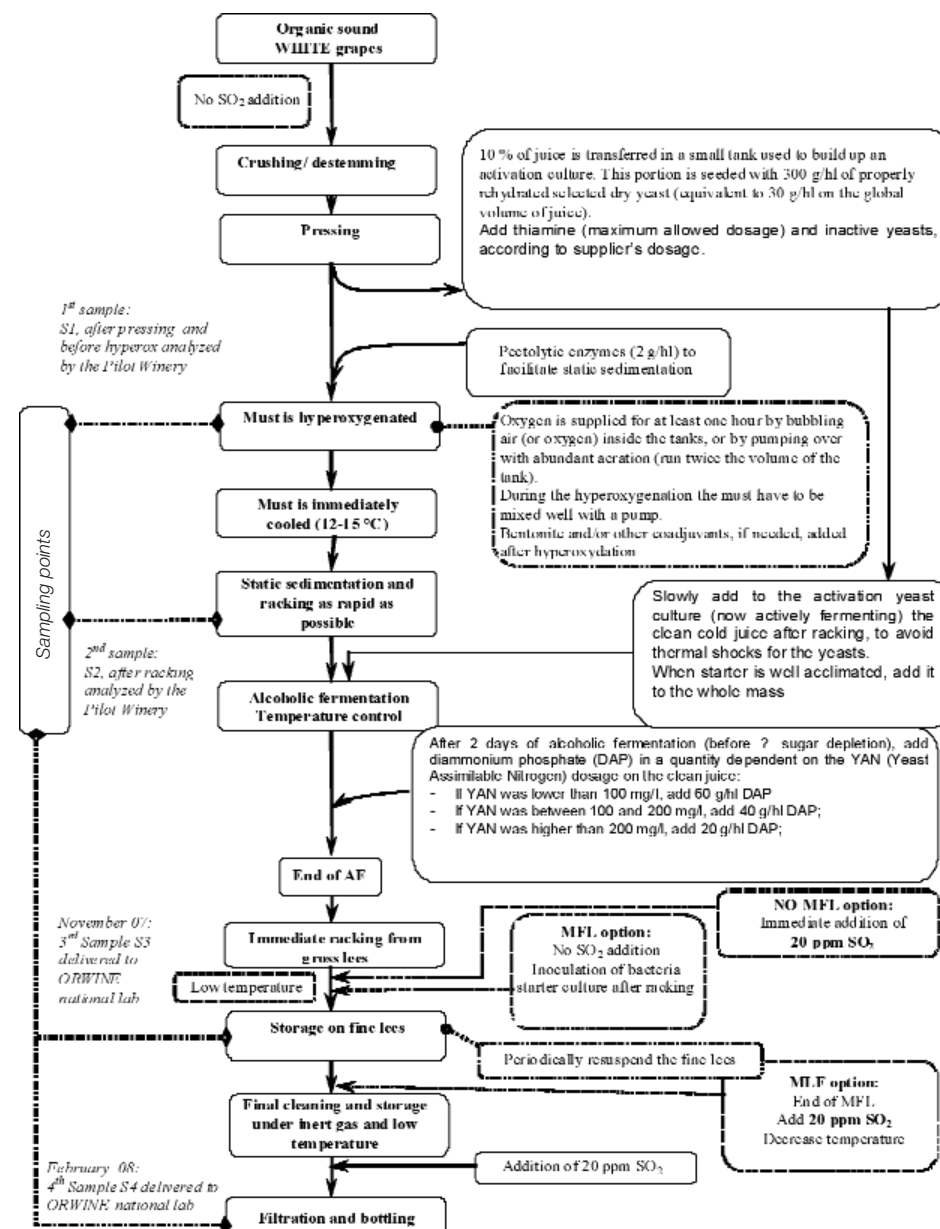 Organic sound
WHITE grapes
No SO₂ addition
Crushing/ destemming
Pressing
10 % of juice is transferred in a small tank used to build up an
activation culture. This portion is seeded with 300 g/hl of properly
rehydrated selected dry yeast (equivalent to 30 g/hl on the global
volume of juice).
Add thiamine (maximum allowed dosage) and inactive yeasts,
according to supplier's dosage.
1st sample:
S1, after pressing and
before hyperox analyzed
by the Pilot Winery
Pectolytic enzymes (2 g/hl) to
facilitate static sedimentation
Must is hyperoxygenated
Oxygen is supplied for at least one hour by bubbling
air (or oxygen) inside the tanks, or by pumping over
with abundant aeration (run twice the volume of the
tank).
During the hyperoxygenation the must have to be
mixed well with a pump.
Bentonite and/or other coadjuvants, if needed, added
after hyperoxydation
Must is immediately
cooled (12-15 °C)
Sampling points
Static sedimentation and
racking as rapid as
possible
Slowly add to the activation yeast
culture (now actively fermenting) the
clean cold juice after racking, to avoid
thermal shocks for the yeasts.
When starter is well acclimated, add it
to the whole mass
2nd sample:
S2, after racking
analyzed by the
Pilot Winery
Alcoholic fermentation
Temperature control
After 2 days of alcoholic fermentation (before ? sugar depletion), add
diammonium phosphate (DAP) in a quantity dependent on the YAN (Yeast
Assimilable Nitrogen) dosage on the clean juice:
- If YAN was lower than 100 mg/l, add 60 g/hl DAP
- If YAN was between 100 and 200 mg/l, add 40 g/hl DAP;
- If YAN was higher than 200 mg/l, add 20 g/hl DAP;
End of AF
November 07:
3rd Sample S3
delivered to
ORWINE
national lab
Immediate racking from
gross lees
Low temperature
MFL option:
No SO₂ addition
Inoculation of bacteria
starter culture after racking
NO MFL option:
Immediate addition of
20 ppm SO₂
Storage on fine lees
Periodically resuspend the fine lees
MLF option:
End of MFL
Add 20 ppm SO₂
Decrease temperature
Final cleaning and storage
under inert gas and low
temperature
February 08:
4th Sample S4 delivered to
ORWINE national lab
Addition of 20 ppm SO₂
Filtration and bottling